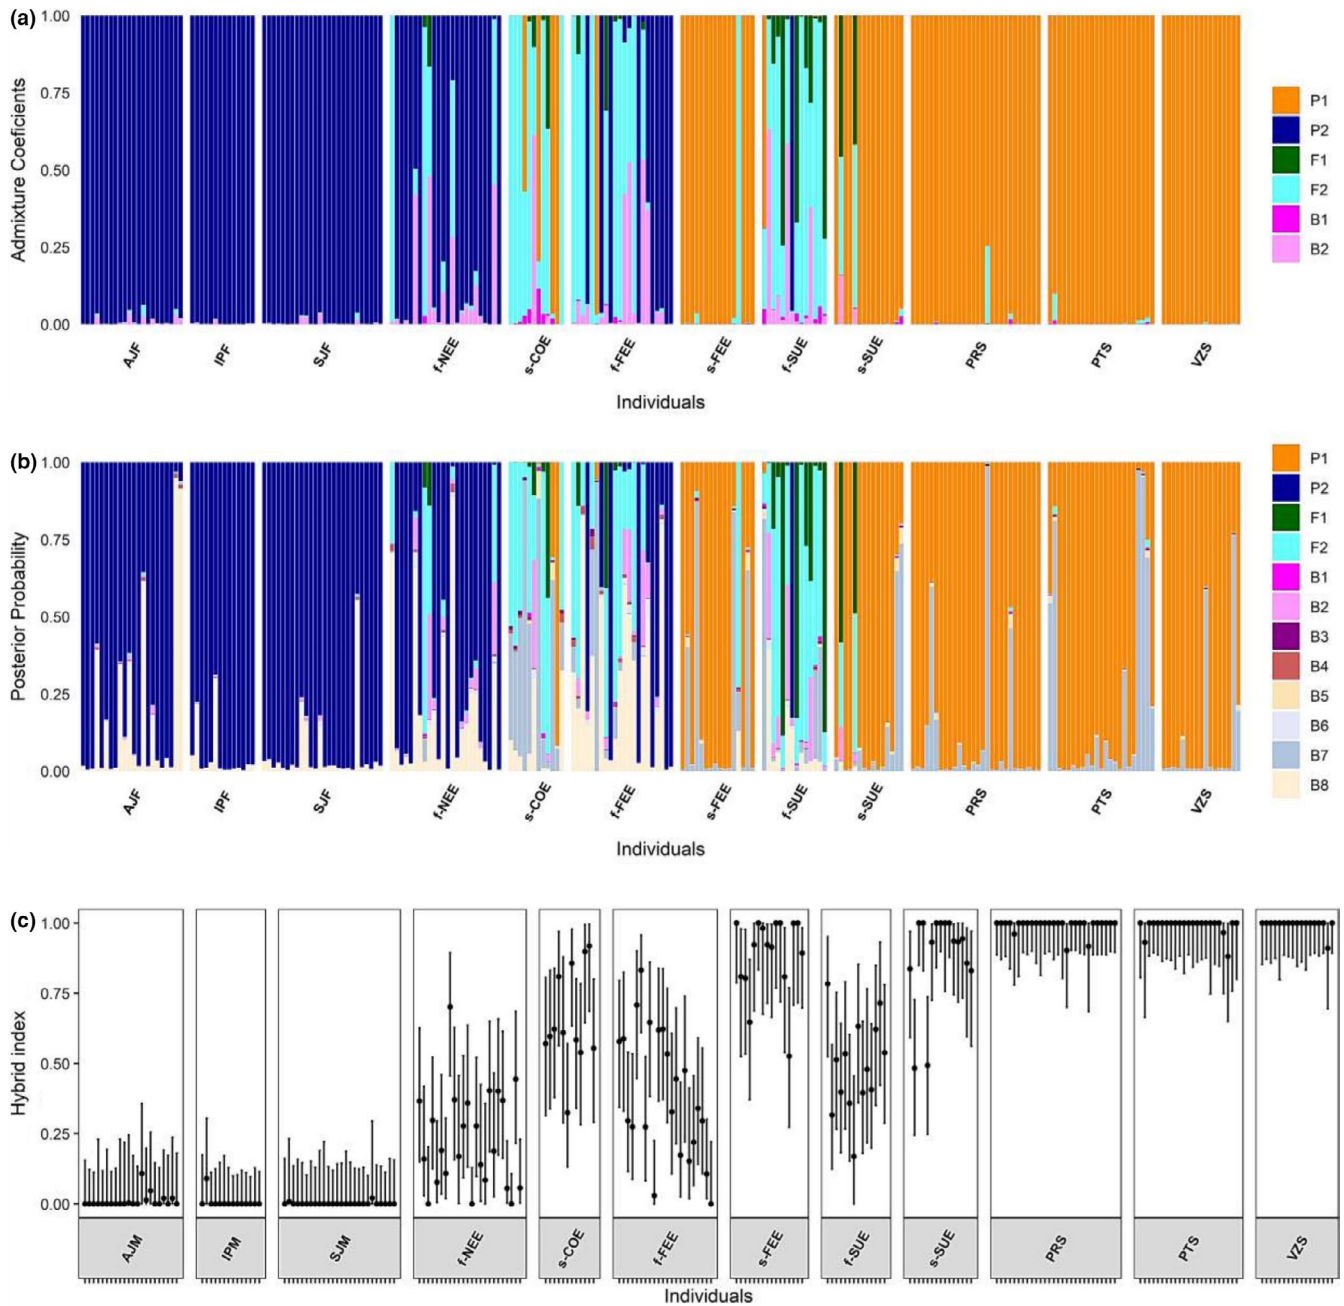 (a)
1.00
0.75
0.50
0.25
0.00
Admixture Coeficients
AJF IPF SJF f-NEE s-COE f-FEE s-FEE f-SUE s-SUE PRS PTS VZS
Individuals
P1
P2
F1
F2
B1
B2
(b)
1.00
0.75
0.50
0.25
0.00
Posterior Probability
AJF IPF SJF f-NEE s-COE f-FEE s-FEE f-SUE s-SUE PRS PTS VZS
Individuals
P1
P2
F1
F2
B1
B2
B3
B4
B5
B6
B7
B8
(c)
1.00
0.75
0.50
0.25
0.00
Hybrid index
AJM IPM SJM f-NEE s-COE f-FEE s-FEE f-SUE s-SUE PRS PTS VZS
Individuals